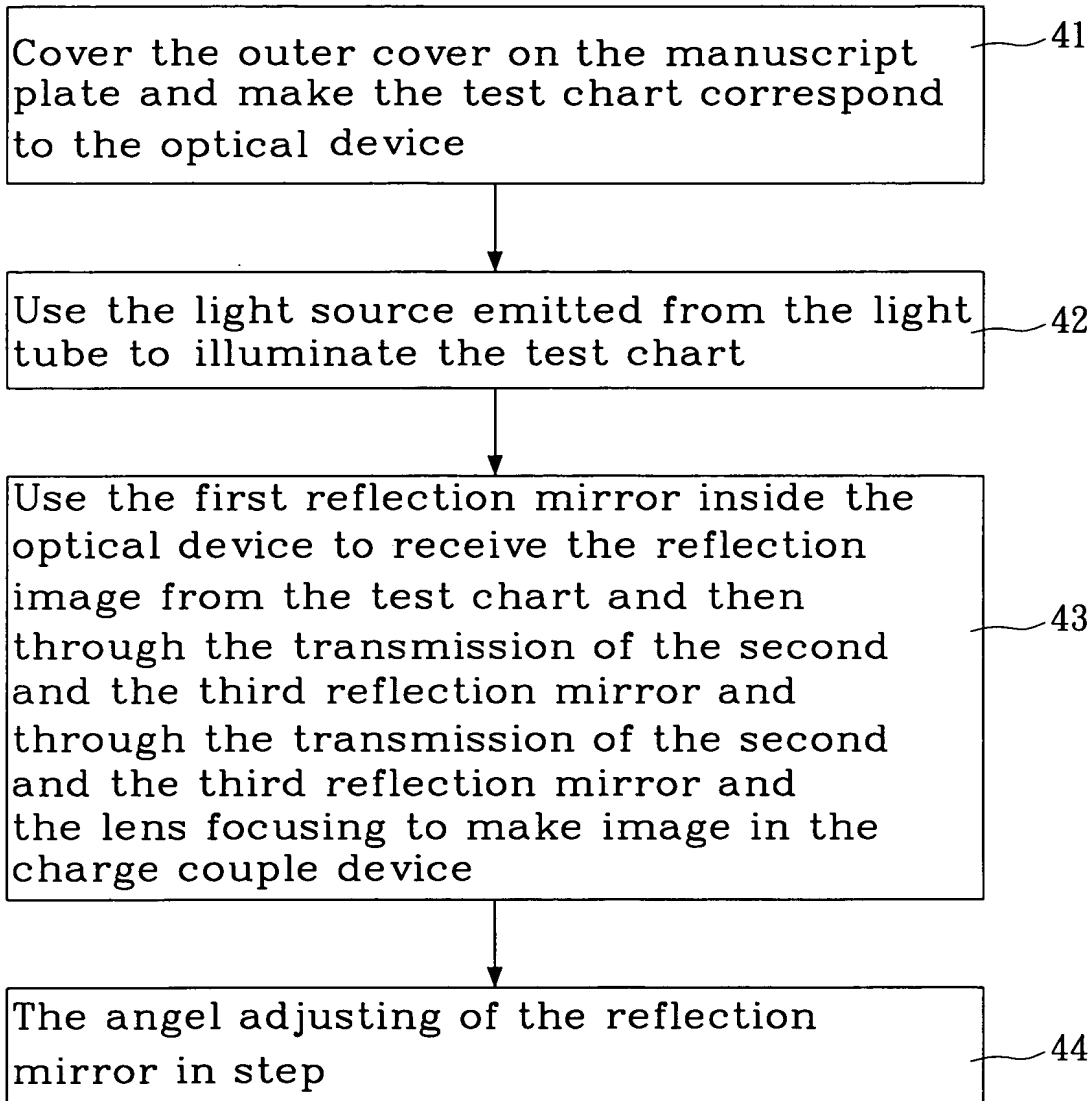 Cover the outer cover on the manuscript
plate and make the test chart correspond
to the optical device
41
Use the light source emitted from the light
tube to illuminate the test chart
42
Use the first reflection mirror inside the
optical device to receive the reflection
image from the test chart and then
through the transmission of the second
and the third reflection mirror and
through the transmission of the second
and the third reflection mirror and
the lens focusing to make image in the
charge couple device
43
The angel adjusting of the reflection
mirror in step
44